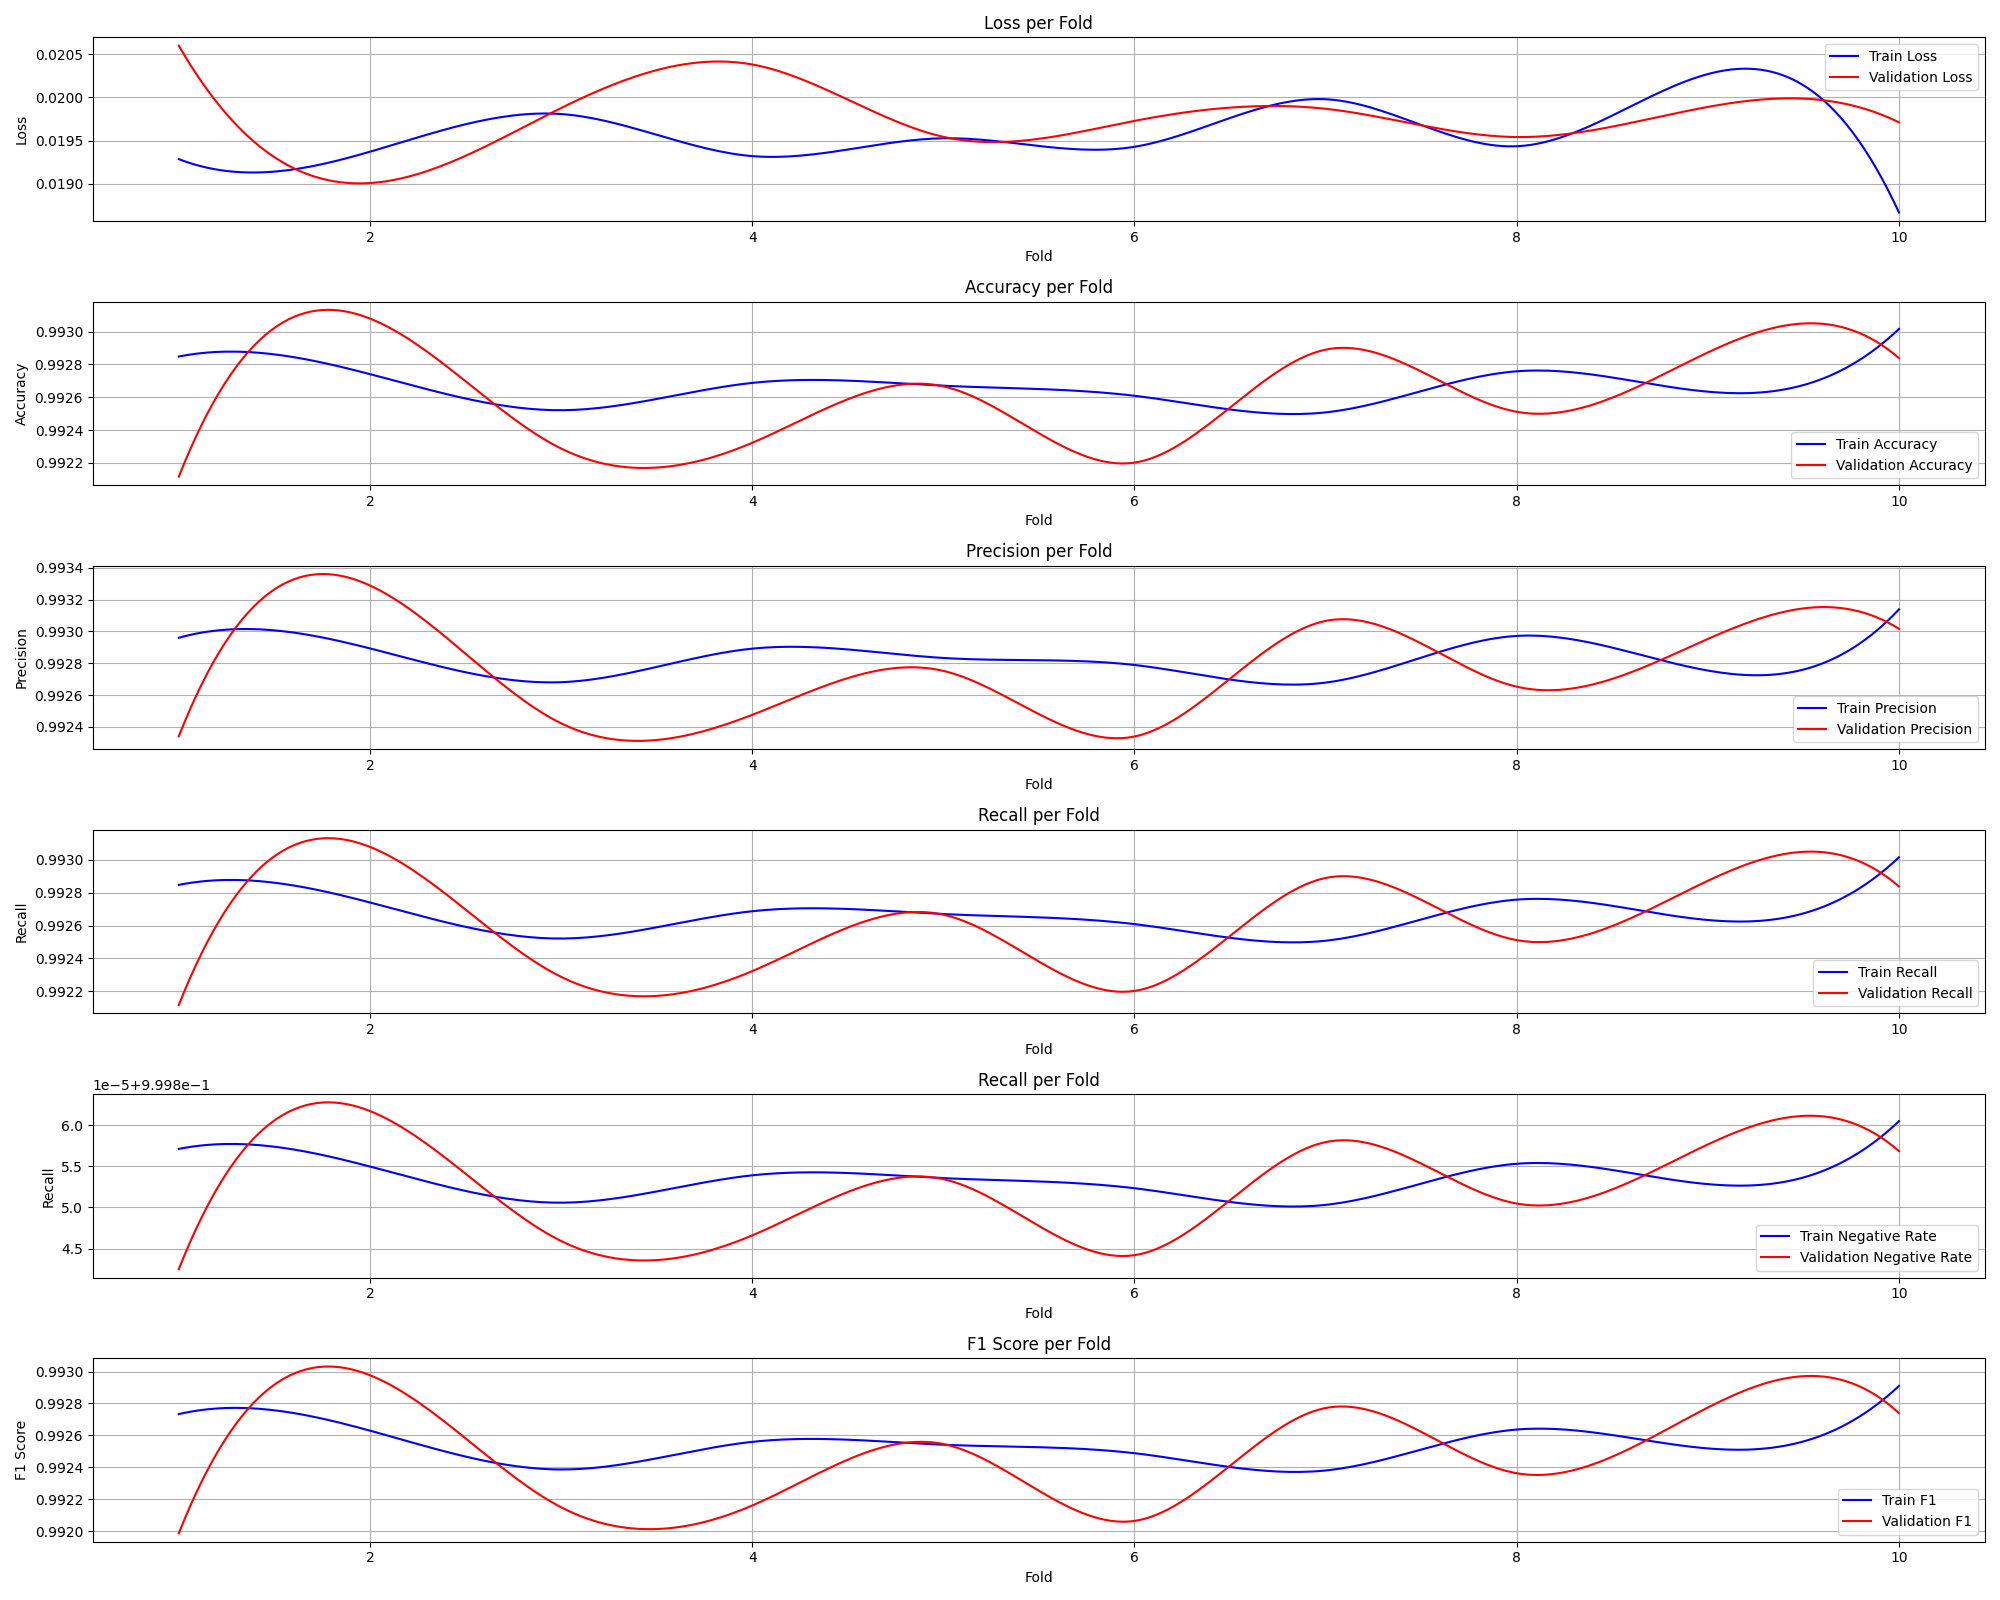 Loss per Fold
0.0205
0.0200
0.0195
0.0190
Loss
Train Loss
Validation Loss
2 4 6 8 10
Fold
Accuracy per Fold
0.9930
0.9928
0.9926
0.9924
0.9922
Accuracy
Train Accuracy
Validation Accuracy
2 4 6 8 10
Fold
Precision per Fold
0.9934
0.9932
0.9930
0.9928
0.9926
0.9924
Precision
Train Precision
Validation Precision
2 4 6 8 10
Fold
Recall per Fold
0.9930
0.9928
0.9926
0.9924
0.9922
Recall
Train Recall
Validation Recall
2 4 6 8 10
Fold
1e−5+9.998e−1
Recall per Fold
6.0
5.5
5.0
4.5
Recall
Train Negative Rate
Validation Negative Rate
2 4 6 8 10
Fold
F1 Score per Fold
0.9930
0.9928
0.9926
0.9924
0.9922
0.9920
F1 Score
Train F1
Validation F1
2 4 6 8 10
Fold